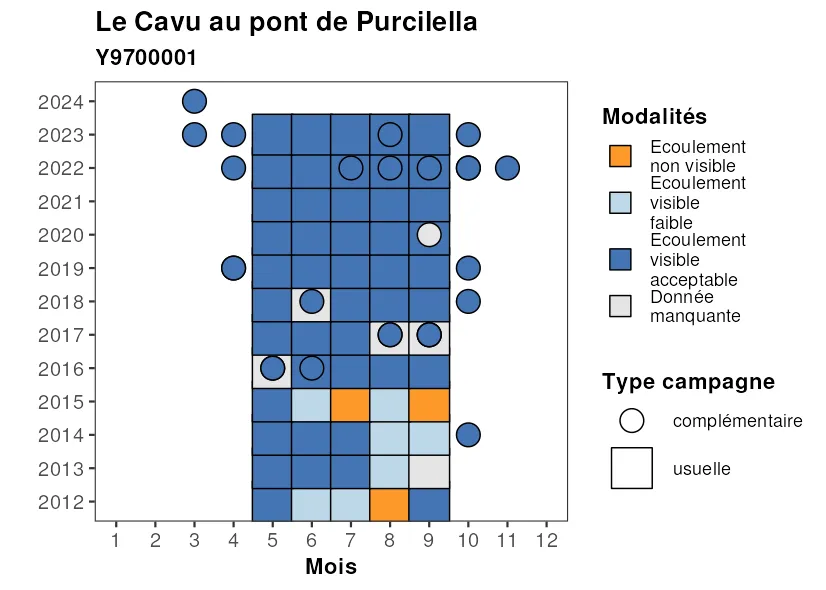 Le Cavu au pont de Purcilella
Y9700001
2024
2023
2022
2021
2020
2019
2018
2017
2016
2015
2014
2013
2012
1 2 3 4 5 6 7 8 9 10 11 12
Mois
Modalités
Ecoulement
non visible
Ecoulement
visible
faible
Ecoulement
visible
acceptable
Donnée
manquante
Type campagne
complémentaire
usuelle